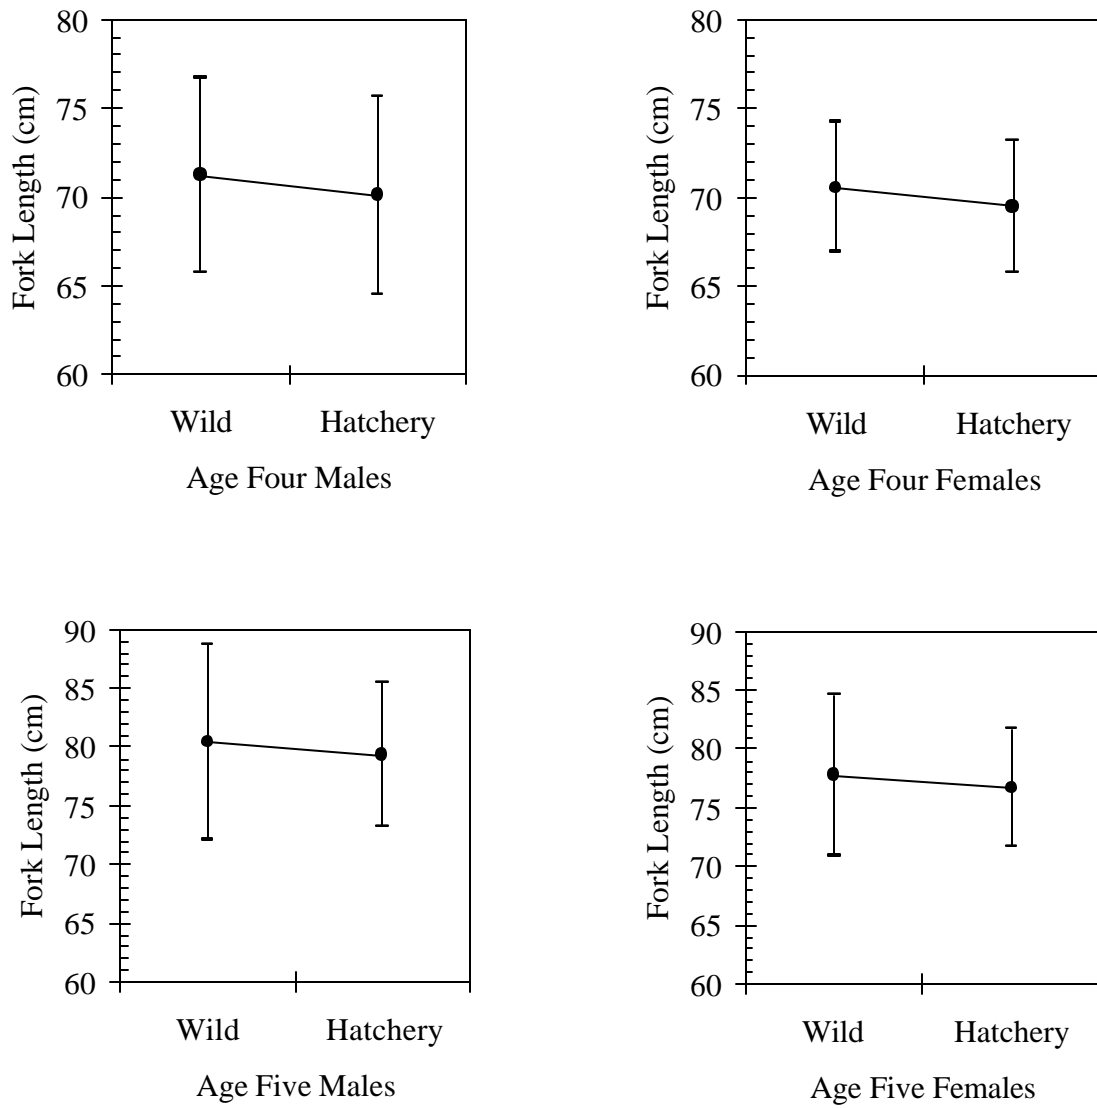 80
75
70
65
60
Fork Length (cm)
Wild Hatchery
Age Four Males
80
75
70
65
60
Fork Length (cm)
Wild Hatchery
Age Four Females
90
85
80
75
70
65
60
Fork Length (cm)
Wild Hatchery
Age Five Males
90
85
80
75
70
65
60
Fork Length (cm)
Wild Hatchery
Age Five Females